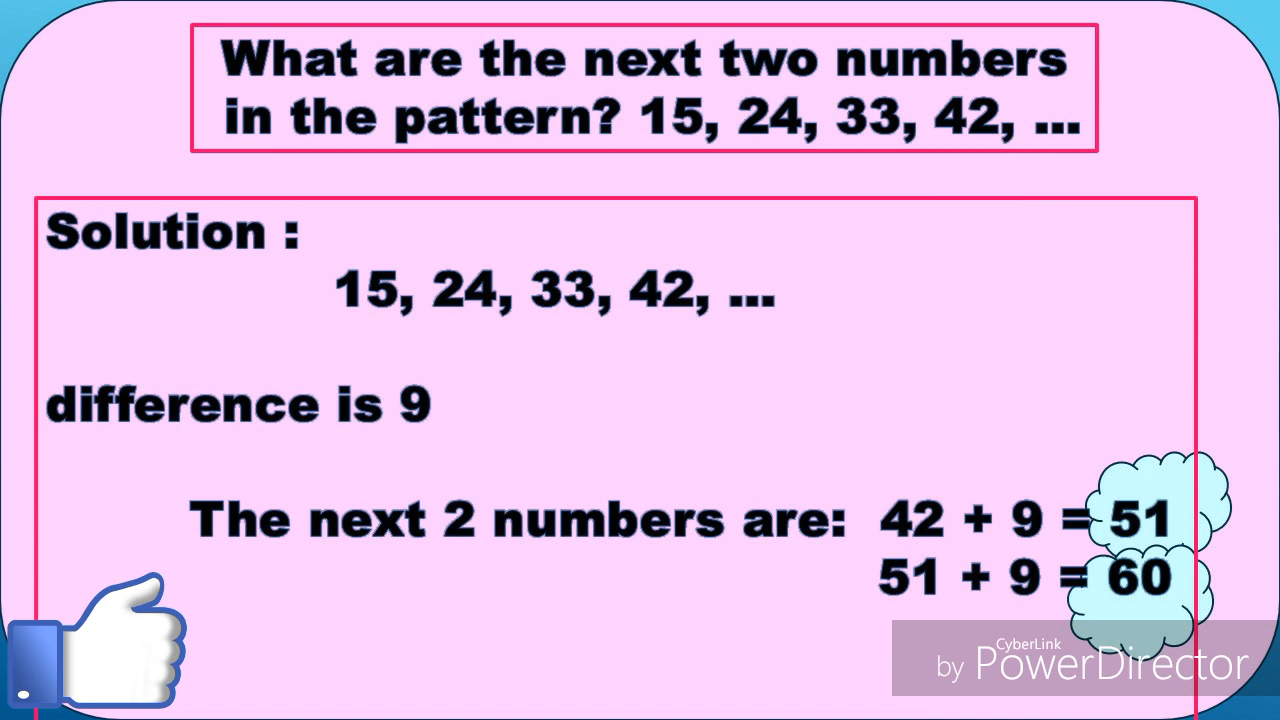 What are the next two numbers
in the pattern? 15, 24, 33, 42, ...
Solution :
15, 24, 33, 42, ...
difference is 9
The next 2 numbers are: 42 + 9 = 51
51 + 9 = 60
CyberLink
by PowerDirector